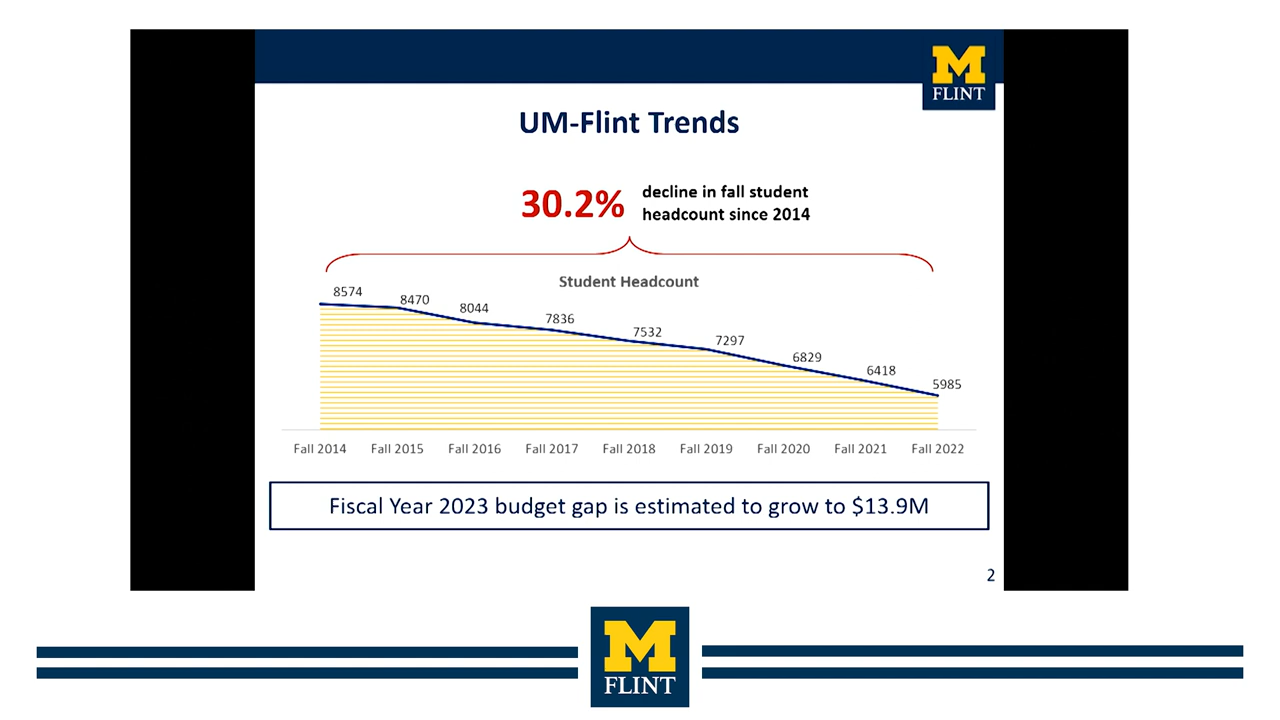 M
FLINT
UM-Flint Trends
30.2%
decline in fall student
headcount since 2014
Student Headcount
8574
8470
8044
7836
7532
7297
6829
6418
5985
Fall 2014 Fall 2015 Fall 2016 Fall 2017 Fall 2018 Fall 2019 Fall 2020 Fall 2021 Fall 2022
Fiscal Year 2023 budget gap is estimated to grow to $13.9M
2
M
FLINT